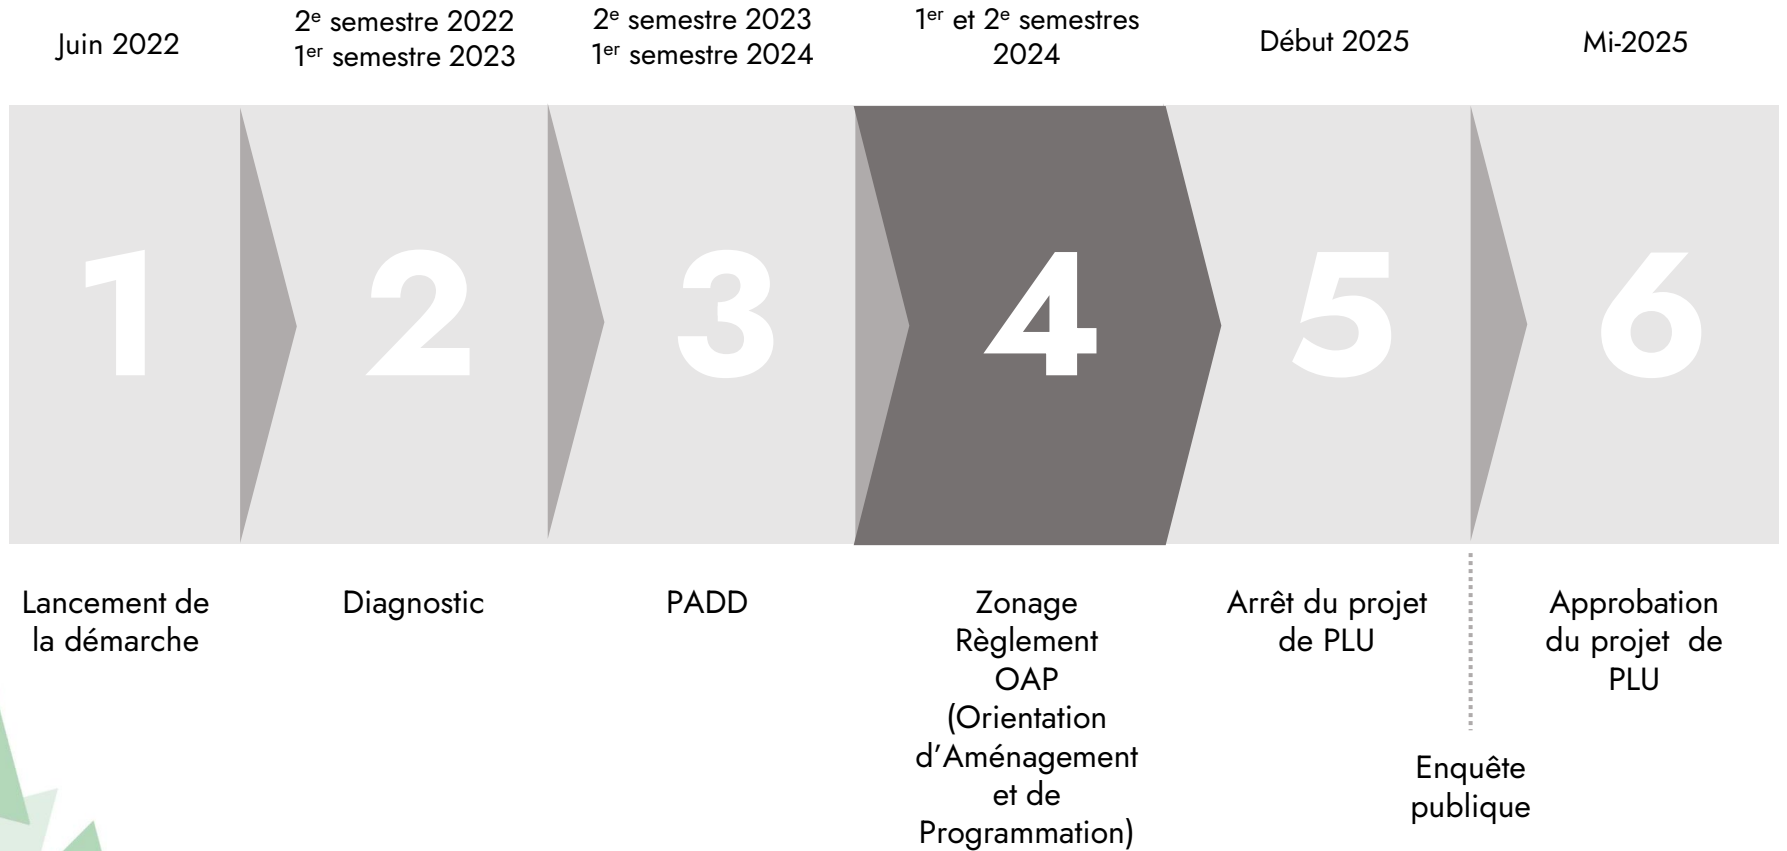 Juin 2022
2e semestre 2022
1er semestre 2023
2e semestre 2023
1er semestre 2024
1er et 2e semestres
2024
Début 2025
Mi-2025
1
2
3
4
5
6
Lancement de
la démarche
Diagnostic
PADD
Zonage
Règlement
OAP
(Orientation
d’Aménagement
et de
Programmation)
Arrêt du projet
de PLU
Enquête
publique
Approbation
du projet de
PLU